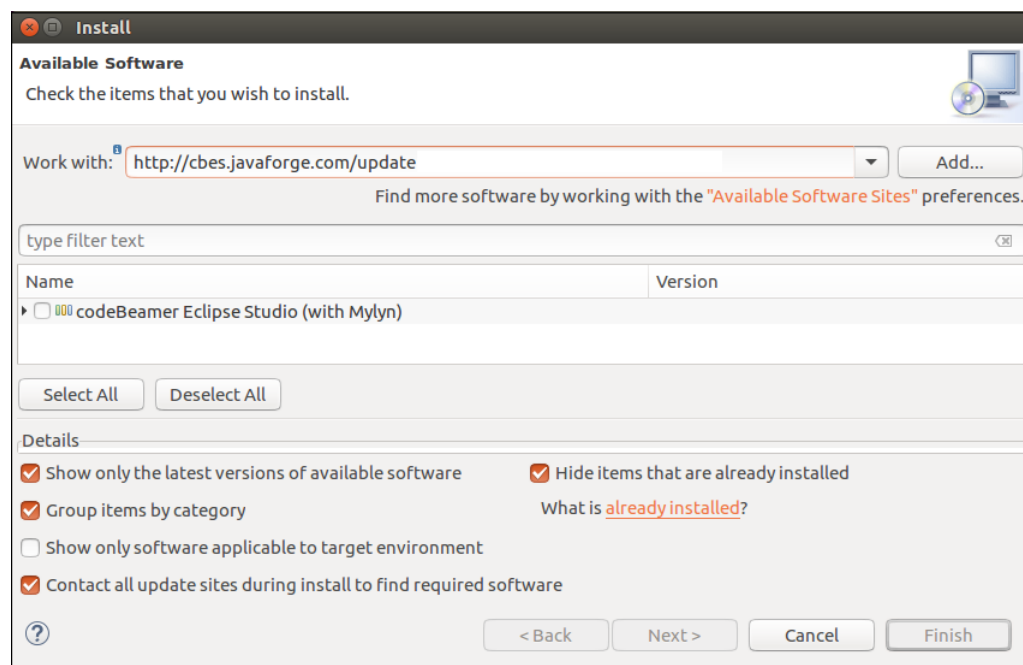 Install
Available Software
Check the items that you wish to install.
Work with: http://cbes.javaforge.com/update Add...
Find more software by working with the "Available Software Sites" preferences.
type filter text
Name Version
codeBeamer Eclipse Studio (with Mylyn)
Select All Deselect All
Details
Show only the latest versions of available software Hide items that are already installed
Group items by category What is already installed?
Show only software applicable to target environment
Contact all update sites during install to find required software
? < Back Next > Cancel Finish